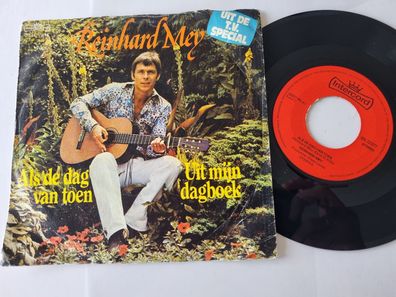 Reinhard Mey
UIT DE
T.V.
SPECIAL
Als de dag
van toen
Uit mijn
dagboek
Intercord